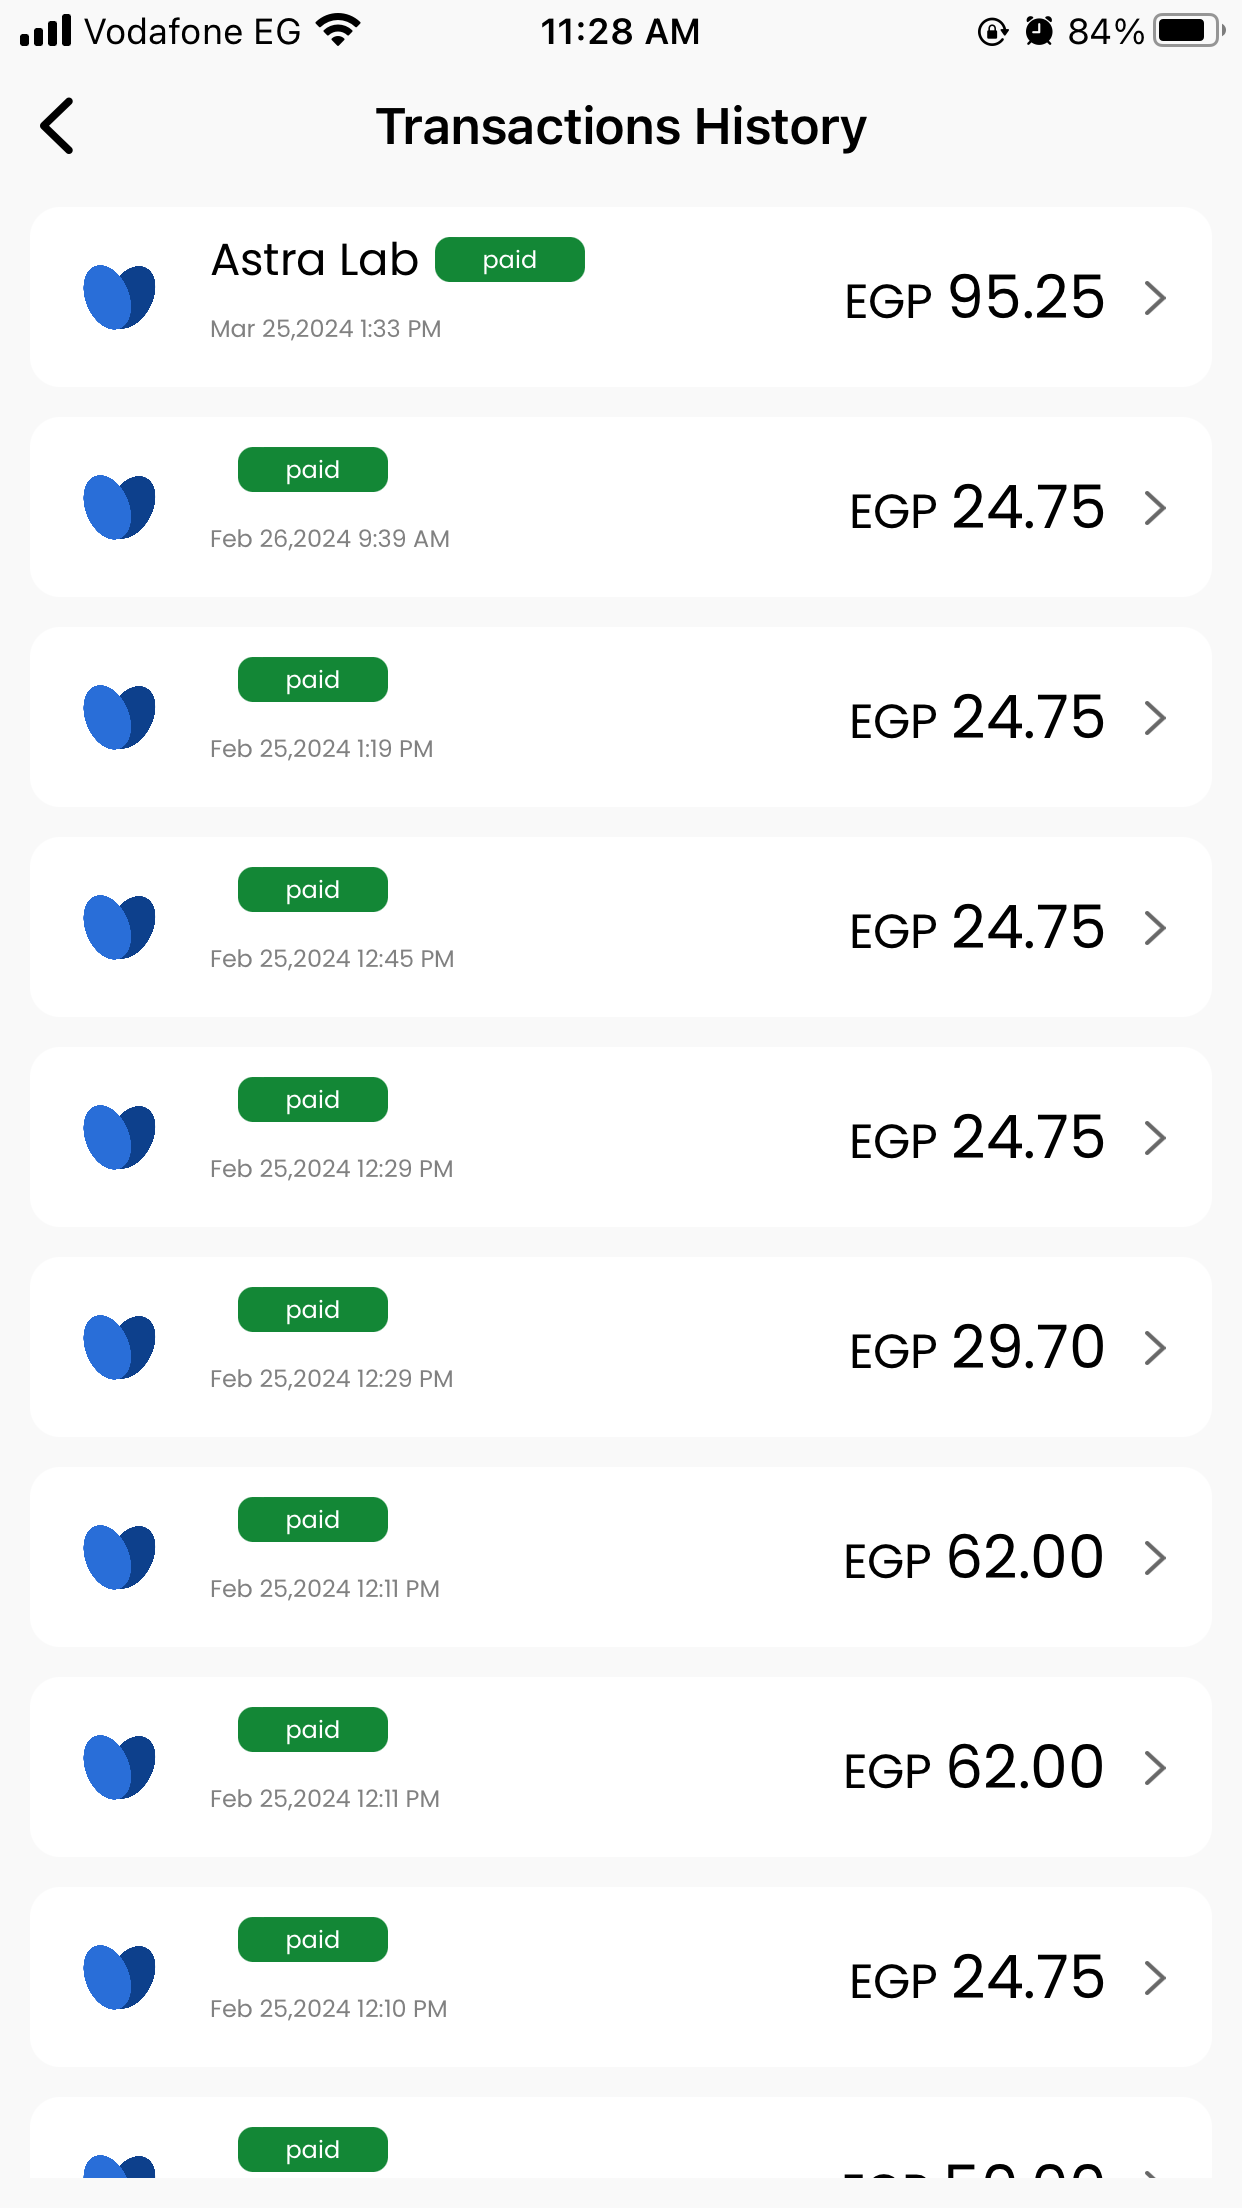 Vodafone EG 11:28 AM 84%
Transactions History
Astra Lab paid
EGP 95.25
Mar 25,2024 1:33 PM
paid
EGP 24.75
Feb 26,2024 9:39 AM
paid
EGP 24.75
Feb 25,2024 1:19 PM
paid
EGP 24.75
Feb 25,2024 12:45 PM
paid
EGP 24.75
Feb 25,2024 12:29 PM
paid
EGP 29.70
Feb 25,2024 12:29 PM
paid
EGP 62.00
Feb 25,2024 12:11 PM
paid
EGP 62.00
Feb 25,2024 12:11 PM
paid
EGP 24.75
Feb 25,2024 12:10 PM
paid
EGP